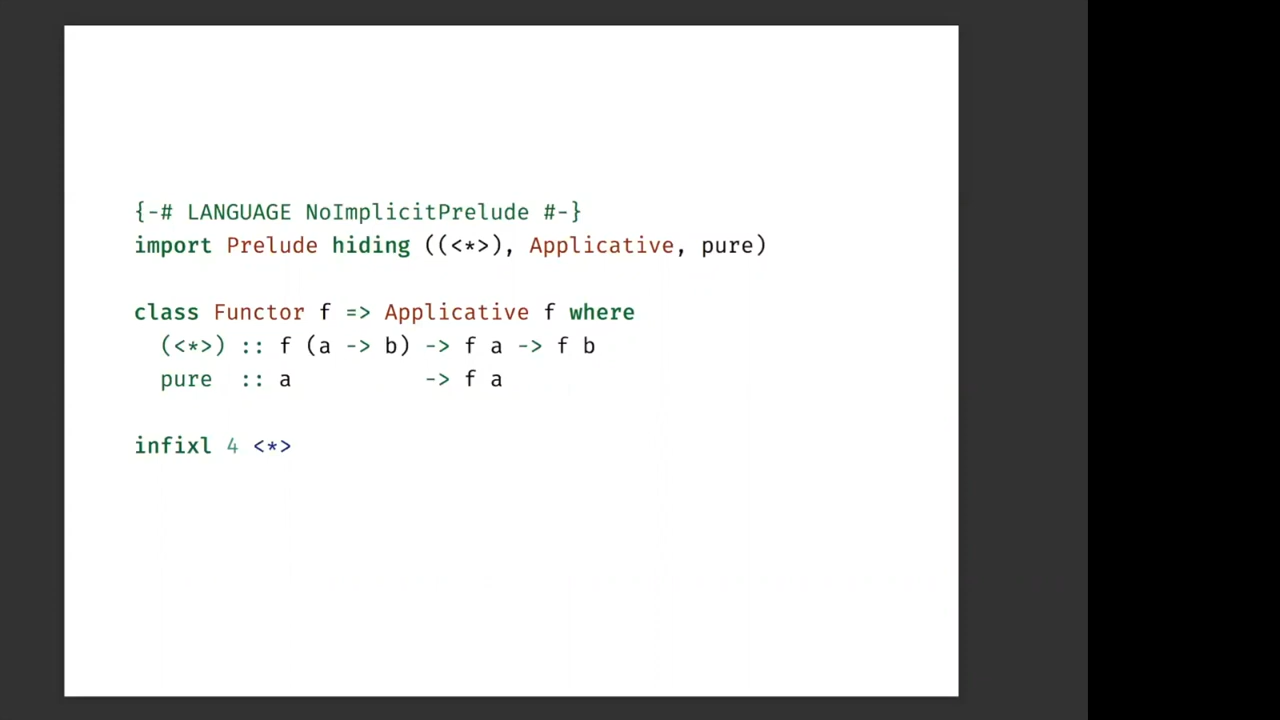 {-# LANGUAGE NoImplicitPrelude #-}
import Prelude hiding ((<*>), Applicative, pure)
class Functor f => Applicative f where
  (<*>) :: f (a -> b) -> f a -> f b
  pure  :: a          -> f a
infixl 4 <*>